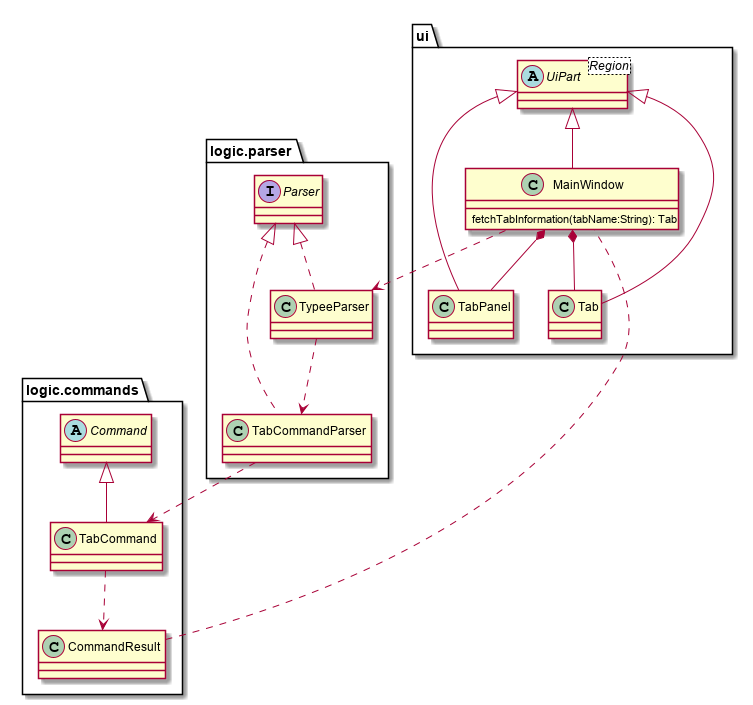 ui
A UiPart
Region
C MainWindow
fetchTabInformation(tabName:String): Tab
C TabPanel
C Tab
logic.parser
I Parser
C TypeeParser
C TabCommandParser
logic.commands
A Command
C TabCommand
C CommandResult